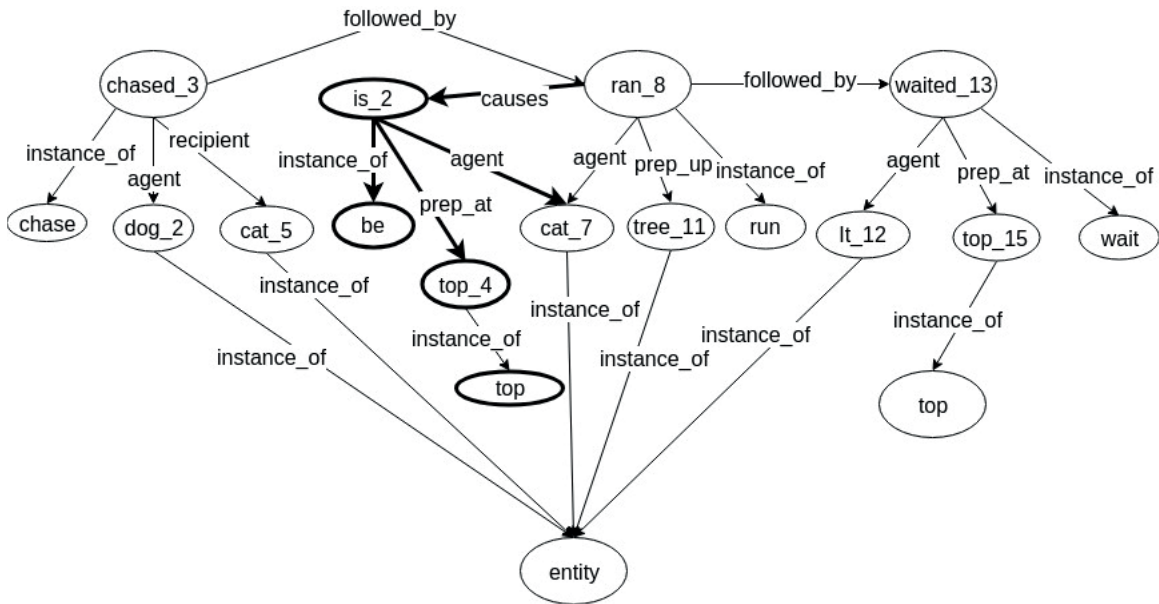 followed_by
chased_3
is_2
causes
ran_8
followed_by
waited_13
instance_of
agent
recipient
instance_of
agent
prep_at
agent
prep_up
instance_of
agent
prep_at
instance_of
chase
dog_2
cat_5
be
cat_7
tree_11
run
It_12
top_15
wait
instance_of
top_4
instance_of
instance_of
instance_of
instance_of
instance_of
instance_of
top
top
entity